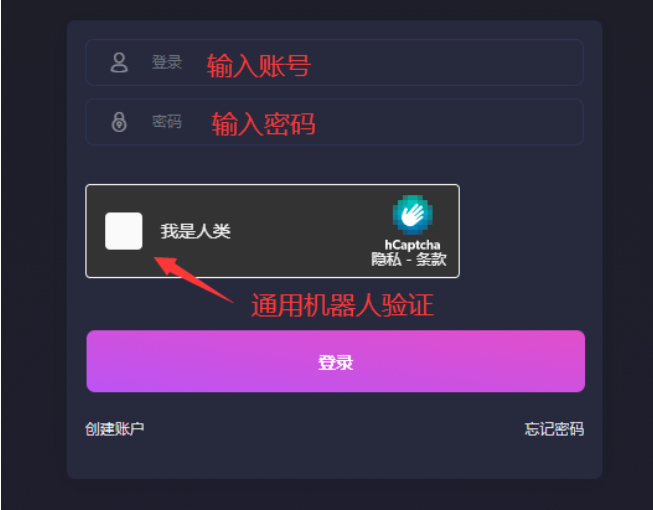 登录 输入账号
密码 输入密码
我是人类
hCaptcha
隐私 - 条款
通用机器人验证
登录
创建账户 忘记密码